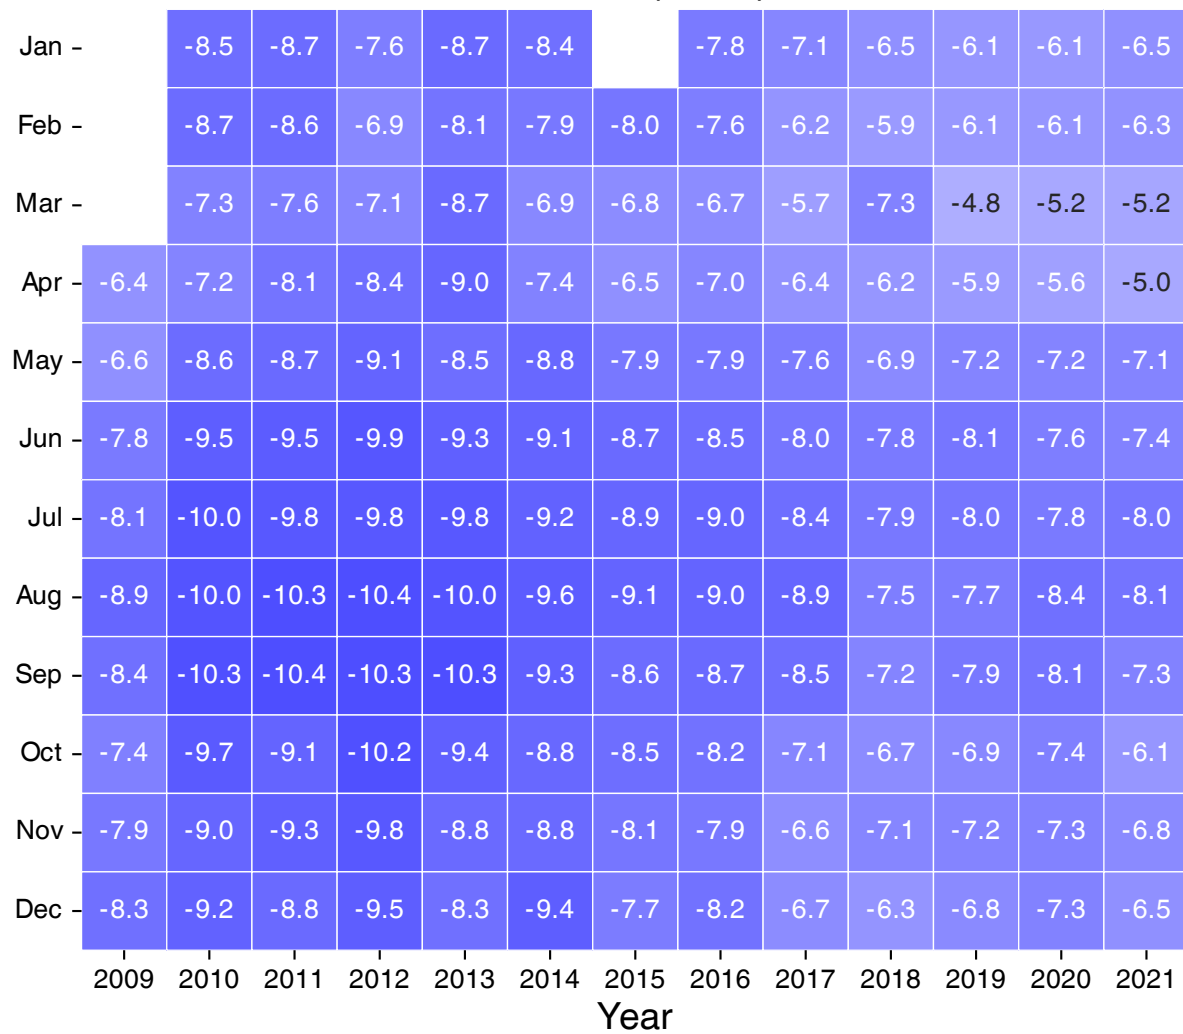 Jan -8.5 -8.7 -7.6 -8.7 -8.4 -7.8 -7.1 -6.5 -6.1 -6.1 -6.5
Feb -8.7 -8.6 -6.9 -8.1 -7.9 -8.0 -7.6 -6.2 -5.9 -6.1 -6.1 -6.3
Mar -7.3 -7.6 -7.1 -8.7 -6.9 -6.8 -6.7 -5.7 -7.3 -4.8 -5.2 -5.2
Apr -6.4 -7.2 -8.1 -8.4 -9.0 -7.4 -6.5 -7.0 -6.4 -6.2 -5.9 -5.6 -5.0
May -6.6 -8.6 -8.7 -9.1 -8.5 -8.8 -7.9 -7.9 -7.6 -6.9 -7.2 -7.2 -7.1
Jun -7.8 -9.5 -9.5 -9.9 -9.3 -9.1 -8.7 -8.5 -8.0 -7.8 -8.1 -7.6 -7.4
Jul -8.1 -10.0 -9.8 -9.8 -9.8 -9.2 -8.9 -9.0 -8.4 -7.9 -8.0 -7.8 -8.0
Aug -8.9 -10.0 -10.3 -10.4 -10.0 -9.6 -9.1 -9.0 -8.9 -7.5 -7.7 -8.4 -8.1
Sep -8.4 -10.3 -10.4 -10.3 -10.3 -9.3 -8.6 -8.7 -8.5 -7.2 -7.9 -8.1 -7.3
Oct -7.4 -9.7 -9.1 -10.2 -9.4 -8.8 -8.5 -8.2 -7.1 -6.7 -6.9 -7.4 -6.1
Nov -7.9 -9.0 -9.3 -9.8 -8.8 -8.8 -8.1 -7.9 -6.6 -7.1 -7.2 -7.3 -6.8
Dec -8.3 -9.2 -8.8 -9.5 -8.3 -9.4 -7.7 -8.2 -6.7 -6.3 -6.8 -7.3 -6.5
2009 2010 2011 2012 2013 2014 2015 2016 2017 2018 2019 2020 2021
Year